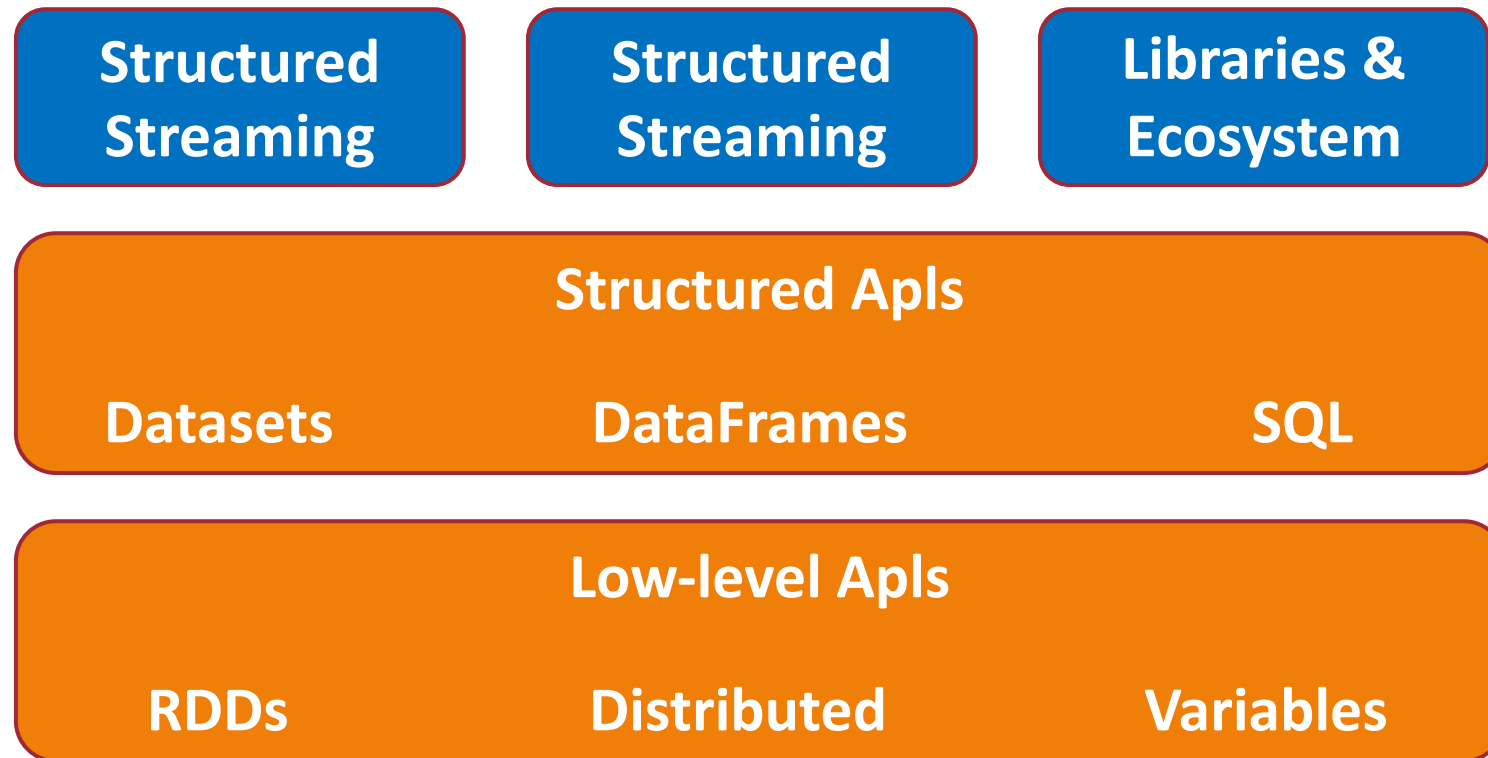 Structured
Streaming
Structured
Streaming
Libraries &
Ecosystem
Structured Apls
Datasets DataFrames SQL
Low-level Apls
RDDs Distributed Variables